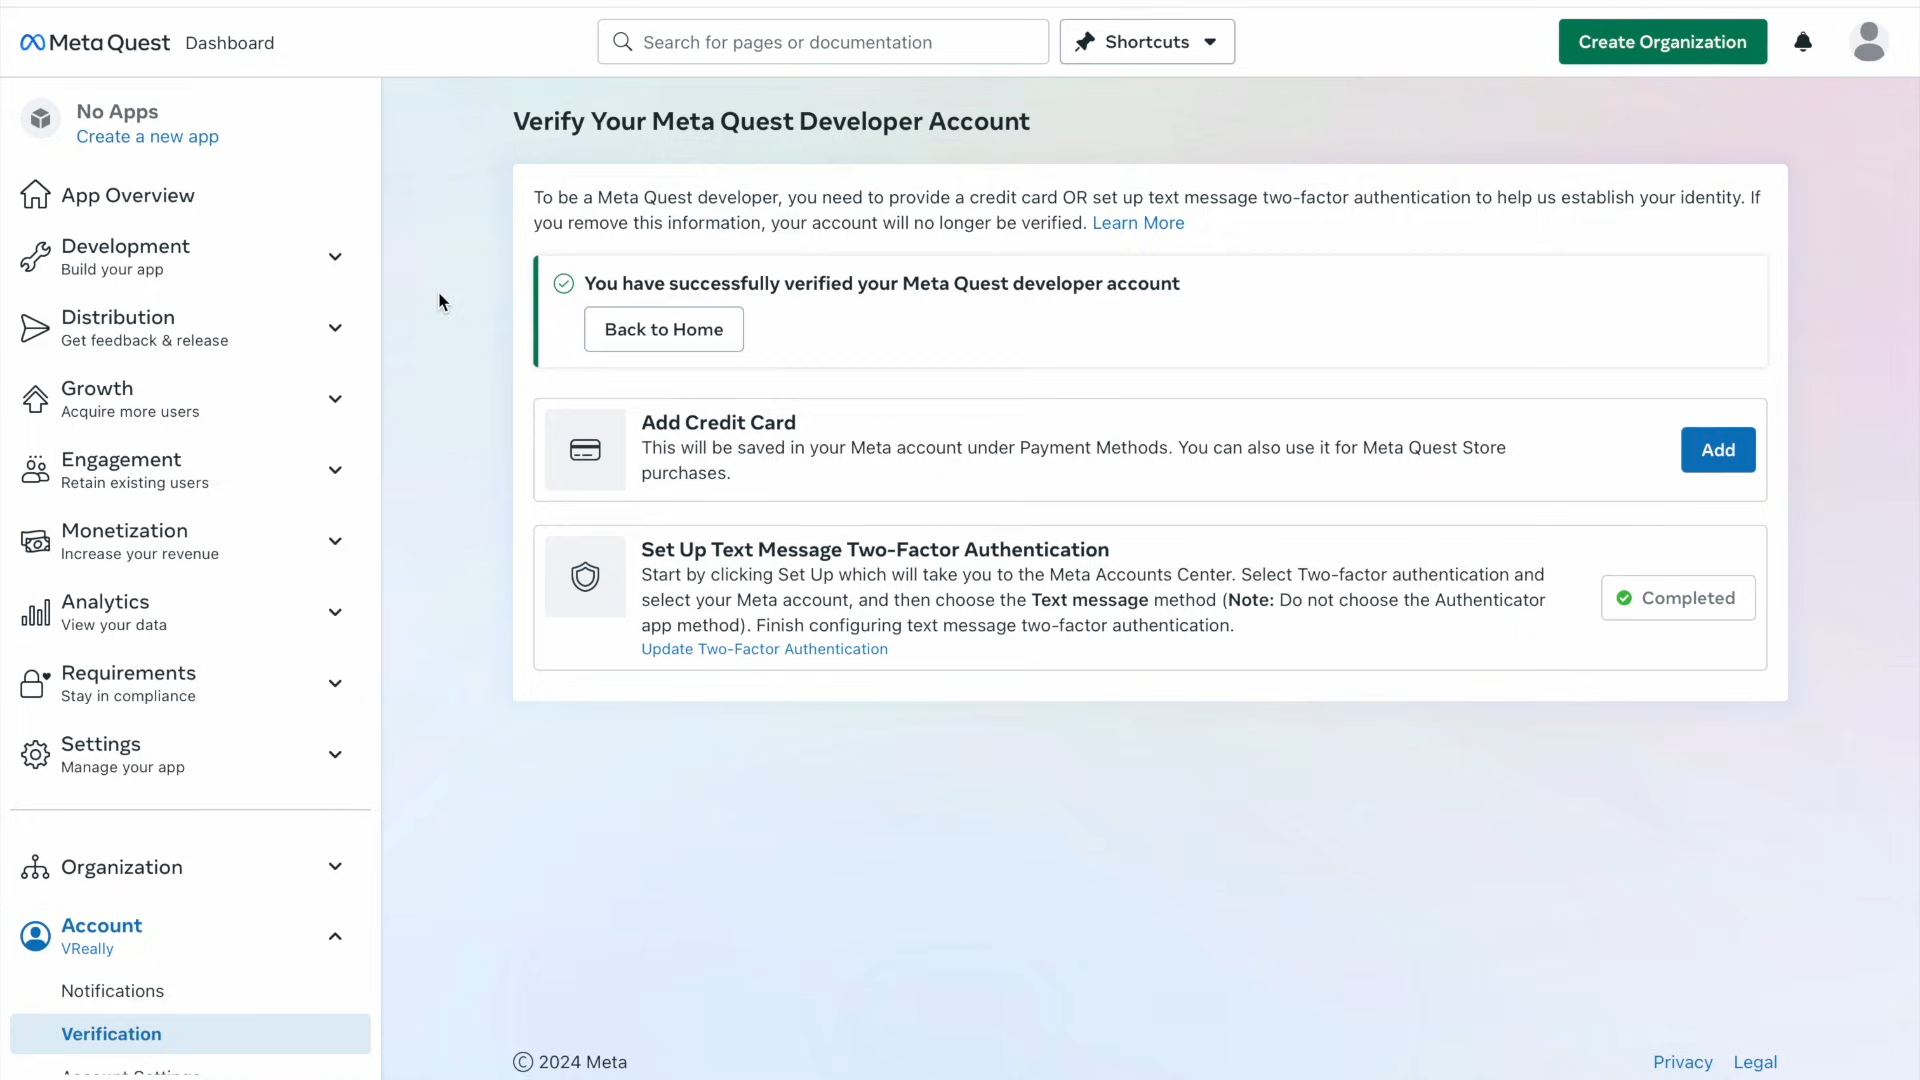 Meta Quest Dashboard
Search for pages or documentation
Shortcuts
Create Organization
No Apps
Create a new app
App Overview
Development
Build your app
Distribution
Get feedback & release
Growth
Acquire more users
Engagement
Retain existing users
Monetization
Increase your revenue
Analytics
View your data
Requirements
Stay in compliance
Settings
Manage your app
Organization
Account
VReally
Notifications
Verification
Verify Your Meta Quest Developer Account
To be a Meta Quest developer, you need to provide a credit card OR set up text message two-factor authentication to help us establish your identity. If
you remove this information, your account will no longer be verified. Learn More
You have successfully verified your Meta Quest developer account
Back to Home
Add Credit Card
This will be saved in your Meta account under Payment Methods. You can also use it for Meta Quest Store
purchases.
Add
Set Up Text Message Two-Factor Authentication
Start by clicking Set Up which will take you to the Meta Accounts Center. Select Two-factor authentication and
select your Meta account, and then choose the Text message method (Note: Do not choose the Authenticator
app method). Finish configuring text message two-factor authentication.
Update Two-Factor Authentication
Completed
© 2024 Meta
Privacy
Legal